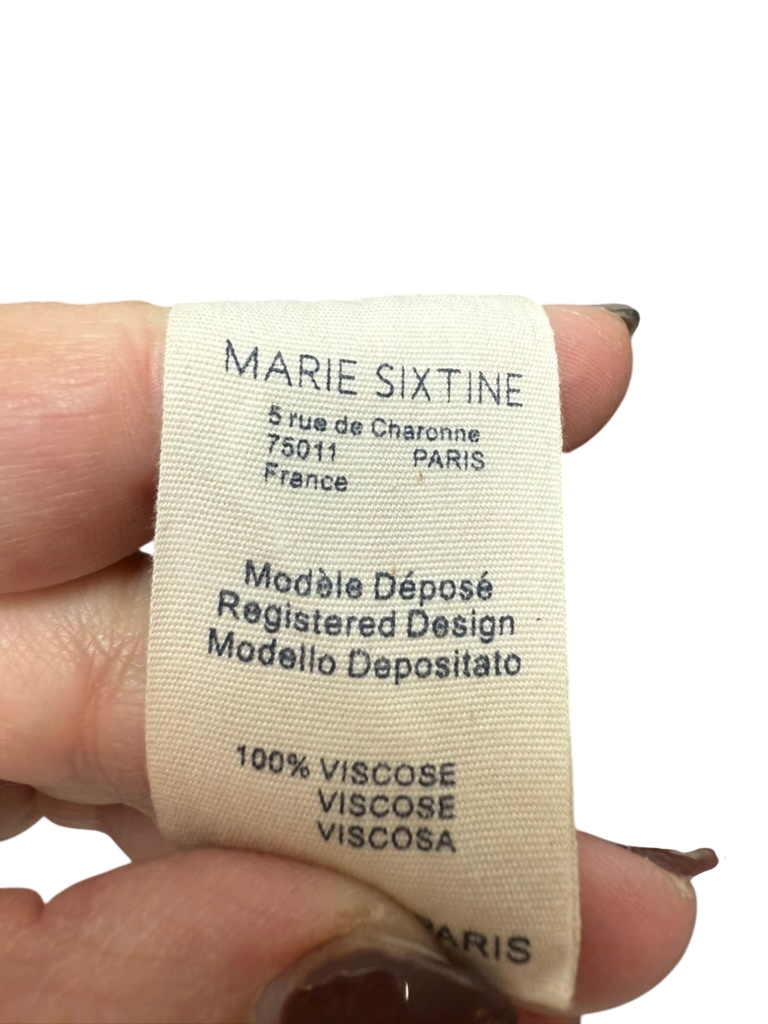 MARIE SIXTINE
5 rue de Charonne
75011 PARIS
France
Modèle Déposé
Registered Design
Modello Depositato
100% VISCOSE
VISCOSE
VISCOSA
PARIS